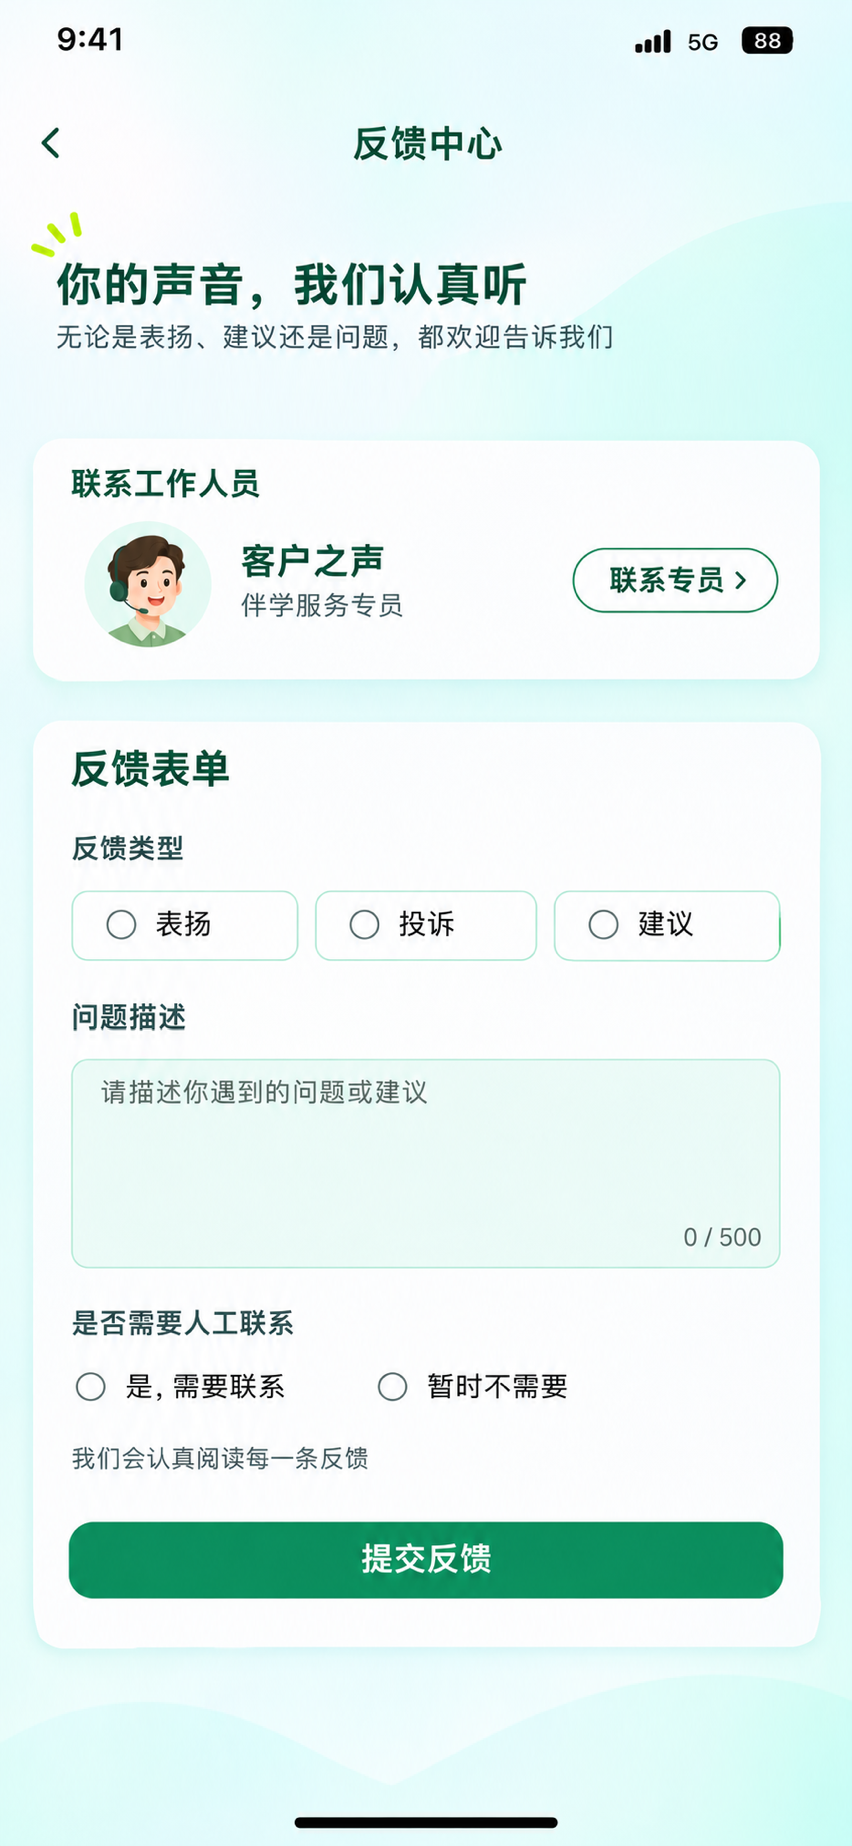 9:41
5G 88
反馈中心
你的声音，我们认真听
无论是表扬、建议还是问题，都欢迎告诉我们
联系工作人员
客户之声
伴学服务专员
联系专员
反馈表单
反馈类型
表扬 投诉 建议
问题描述
请描述你遇到的问题或建议
0 / 500
是否需要人工联系
是，需要联系 暂时不需要
我们会认真阅读每一条反馈
提交反馈